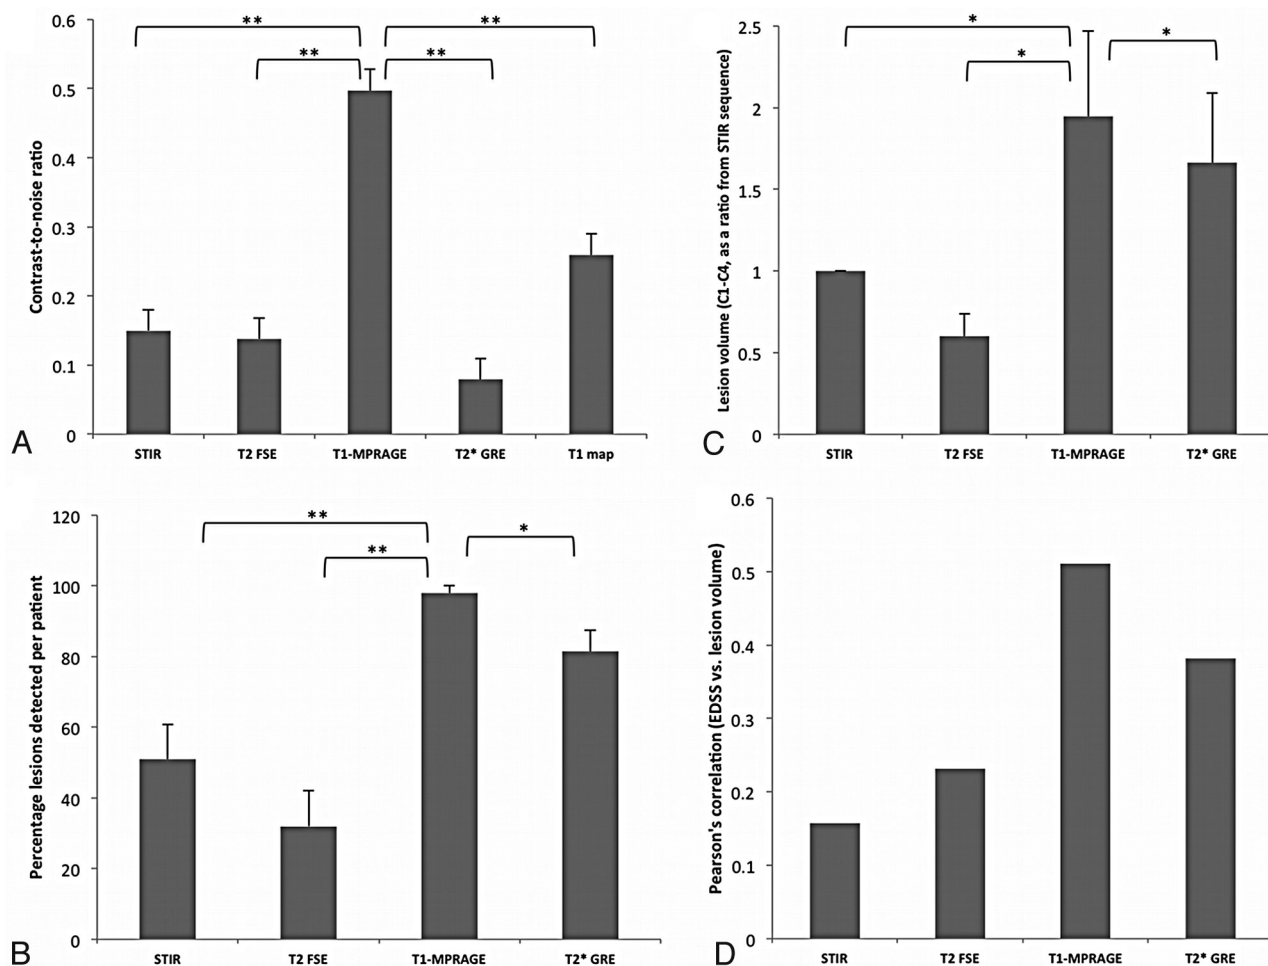 0.6
0.5
0.4
0.3
0.2
0.1
0
Contrast-to-noise ratio
** ** ** **
STIR T2 FSE T1-MPRAGE T2* GRE T1 map
A
120
100
80
60
40
20
0
Percentage lesions detected per patient
** ** *
STIR T2 FSE T1-MPRAGE T2* GRE
B
2.5
2
1.5
1
0.5
0
Lesion volume (C1-C4, as a ratio from STIR sequence)
* * *
STIR T2 FSE T1-MPRAGE T2* GRE
C
0.6
0.5
0.4
0.3
0.2
0.1
0
Pearson's correlation (EDSS vs. lesion volume)
STIR T2 FSE T1-MPRAGE T2* GRE
D